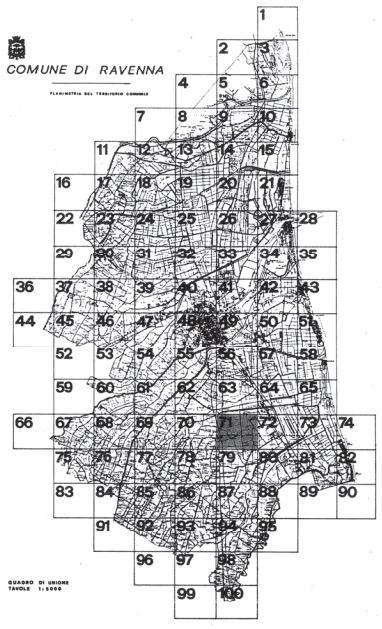 1
2 3
COMUNE DI RAVENNA
4 5 6
PLANIMETRIA DEL TERRITORIO COMUNALE
7 8 9 10
11 12 13 14 15
16 17 18 19 20 21
22 23 24 25 26 27 28
29 30 31 32 33 34 35
36 37 38 39 40 41 42 43
44 45 46 47 48 49 50 51
52 53 54 55 56 57 58
59 60 61 62 63 64 65
66 67 68 69 70 71 72 73 74
75 76 77 78 79 80 81 82
83 84 85 86 87 88 89 90
91 92 93 94 95
96 97 98
QUADRO DI UNIONE
TAVOLE 1:5000
99 100